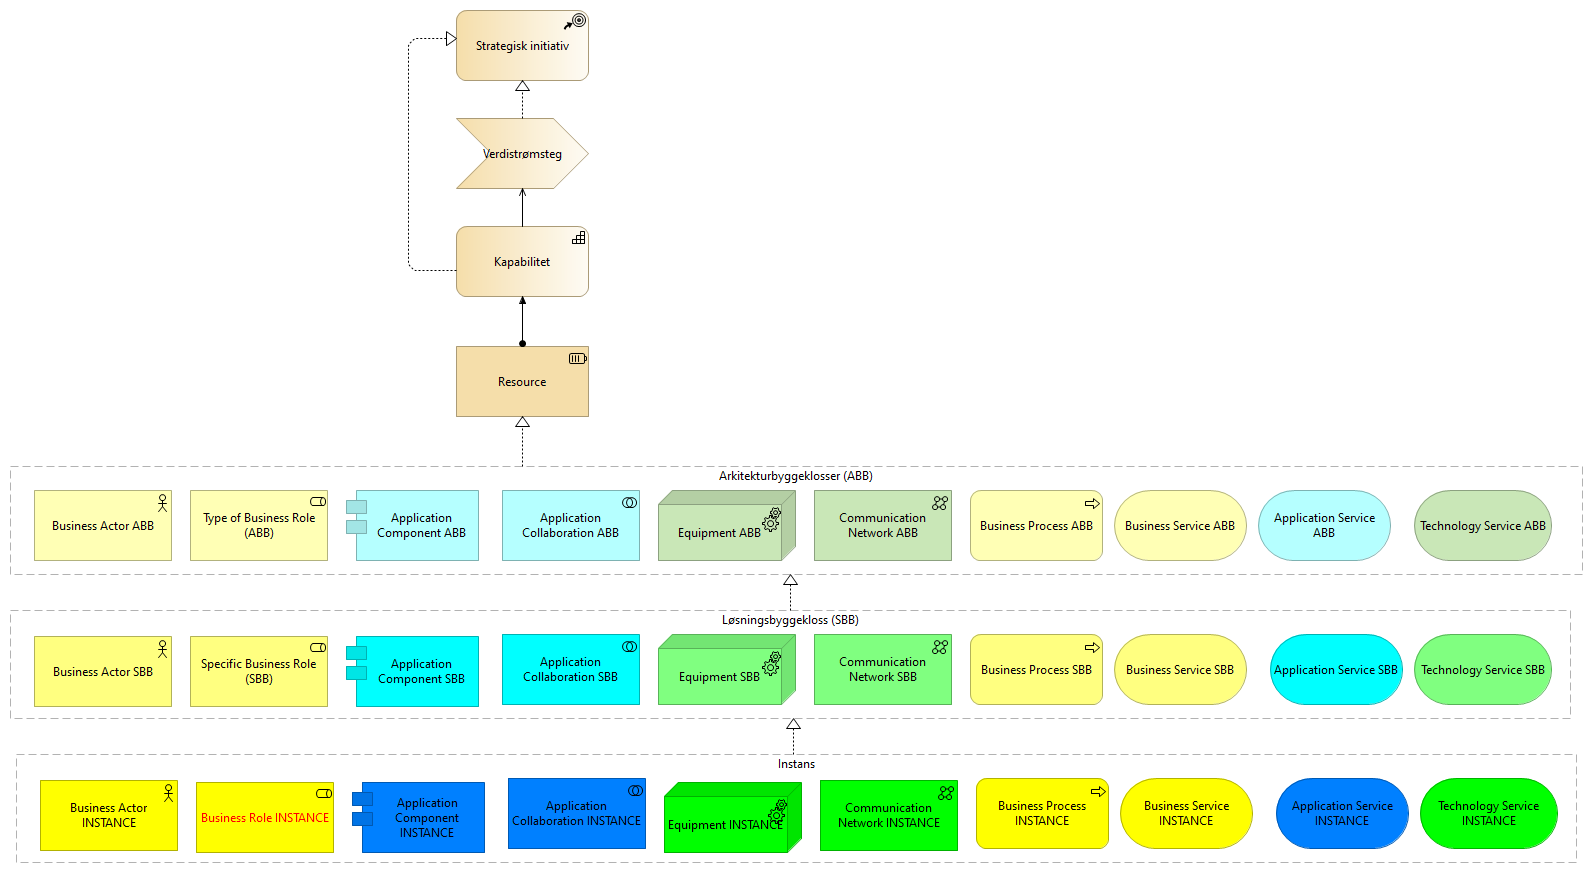 Strategisk initiativ
Verdistrømsteg
Kapabilitet
Resource
Arkitekturbyggeklosser (ABB)
Business Actor ABB
Type of Business Role
(ABB)
Application
Component ABB
Application
Collaboration ABB
Equipment ABB
Communication
Network ABB
Business Process ABB
Business Service ABB
Application Service
ABB
Technology Service ABB
Løsningsbyggekloss (SBB)
Business Actor SBB
Specific Business Role
(SBB)
Application
Component SBB
Application
Collaboration SBB
Equipment SBB
Communication
Network SBB
Business Process SBB
Business Service SBB
Application Service SBB
Technology Service SBB
Instans
Business Actor
INSTANCE
Business Role INSTANCE
Application
Component
INSTANCE
Application
Collaboration INSTANCE
Equipment INSTANCE
Communication
Network INSTANCE
Business Process
INSTANCE
Business Service
INSTANCE
Application Service
INSTANCE
Technology Service
INSTANCE